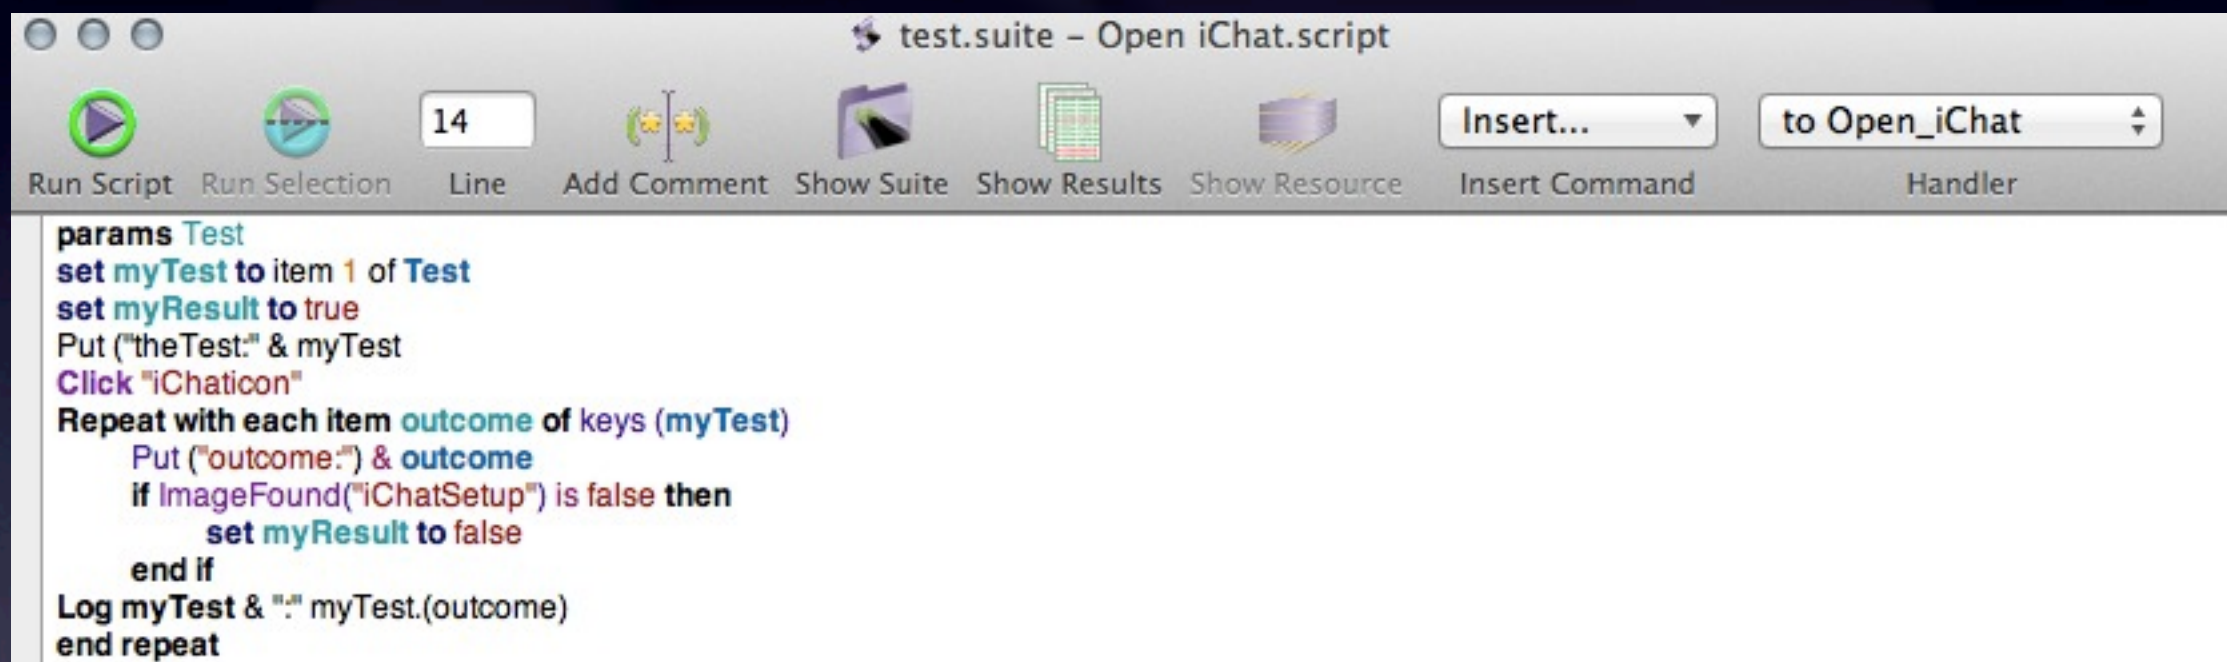 test.suite – Open iChat.script
14
Insert...
to Open_iChat
Run Script Run Selection Line Add Comment Show Suite Show Results Show Resource Insert Command Handler
params Test
set myTest to item 1 of Test
set myResult to true
Put ("theTest:" & myTest
Click "iChaticon"
Repeat with each item outcome of keys (myTest)
Put ("outcome:") & outcome
if ImageFound("iChatSetup") is false then
set myResult to false
end if
Log myTest & ":" myTest.(outcome)
end repeat